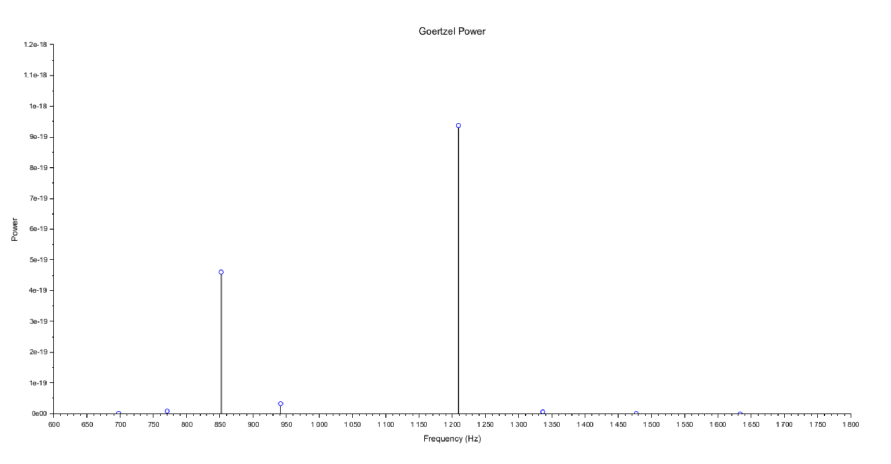 Goertzel Power
1.2e-18
1.1e-18
1e-18
9e-19
8e-19
7e-19
6e-19
5e-19
4e-19
3e-19
2e-19
1e-19
0e00
Power
600 650 700 750 800 850 900 950 1 000 1 050 1 100 1 150 1 200 1 250 1 300 1 350 1 400 1 450 1 500 1 550 1 600 1 650 1 700 1 750 1 800
Frequency (Hz)